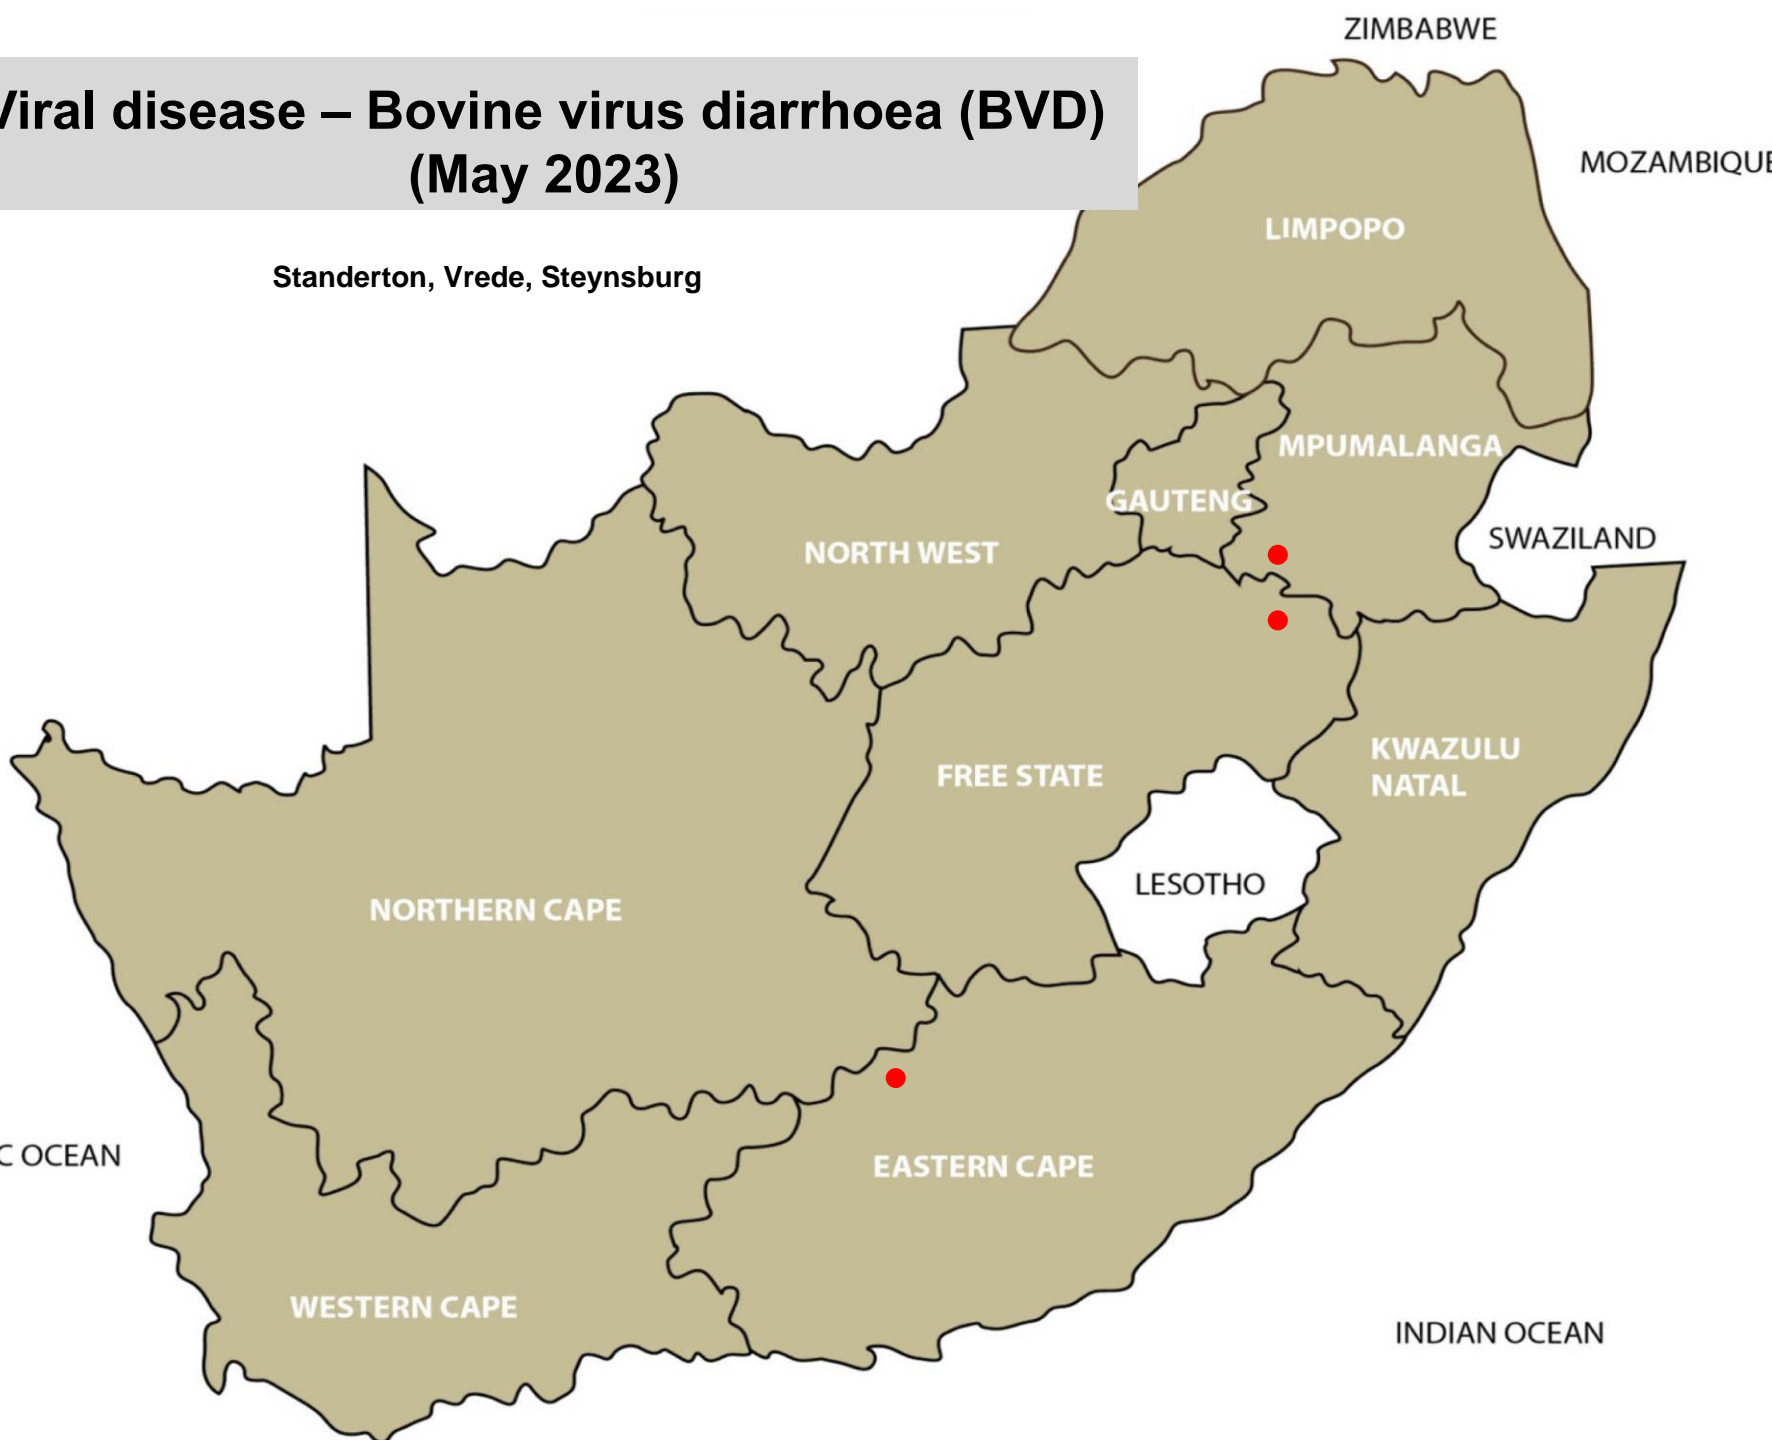 ZIMBABWE
Viral disease – Bovine virus diarrhoea (BVD)
(May 2023)
MOZAMBIQUE
LIMPOPO
Standerton, Vrede, Steynsburg
MPUMALANGA
GAUTENG
SWAZILAND
NORTH WEST
KWAZULU
NATAL
FREE STATE
LESOTHO
NORTHERN CAPE
C OCEAN
EASTERN CAPE
WESTERN CAPE
INDIAN OCEAN